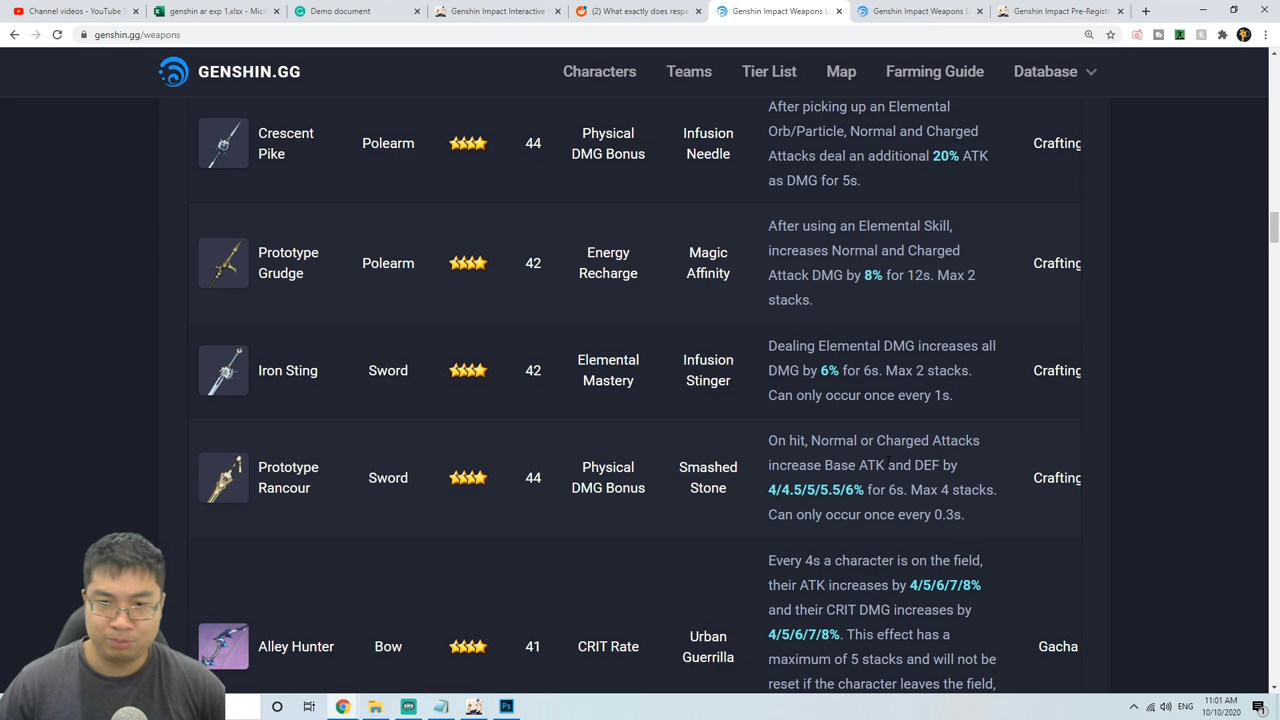 Channel videos - YouTube S
genshin ar exp 1.xlsx - Micr
Demo document
Genshin Impact Interactive
(2) What exactly does respa
Genshin Impact Weapons L
Genshin Impact Weapons L
Genshin Impact Pre-Registr
genshin.gg/weapons
GENSHIN.GG
Characters
Teams
Tier List
Map
Farming Guide
Database
Crescent
Pike
Polearm
44
Physical
DMG Bonus
Infusion
Needle
After picking up an Elemental
Orb/Particle, Normal and Charged
Attacks deal an additional 20% ATK
as DMG for 5s.
Crafting
Prototype
Grudge
Polearm
42
Energy
Recharge
Magic
Affinity
After using an Elemental Skill,
increases Normal and Charged
Attack DMG by 8% for 12s. Max 2
stacks.
Crafting
Iron Sting
Sword
42
Elemental
Mastery
Infusion
Stinger
Dealing Elemental DMG increases all
DMG by 6% for 6s. Max 2 stacks.
Can only occur once every 1s.
Crafting
Prototype
Rancour
Sword
44
Physical
DMG Bonus
Smashed
Stone
On hit, Normal or Charged Attacks
increase Base ATK and DEF by
4/4.5/5/5.5/6% for 6s. Max 4 stacks.
Can only occur once every 0.3s.
Crafting
Alley Hunter
Bow
41
CRIT Rate
Urban
Guerrilla
Every 4s a character is on the field,
their ATK increases by 4/5/6/7/8%
and their CRIT DMG increases by
4/5/6/7/8%. This effect has a
maximum of 5 stacks and will not be
reset if the character leaves the field,
Gacha
ENG
11:01 AM
10/10/2020